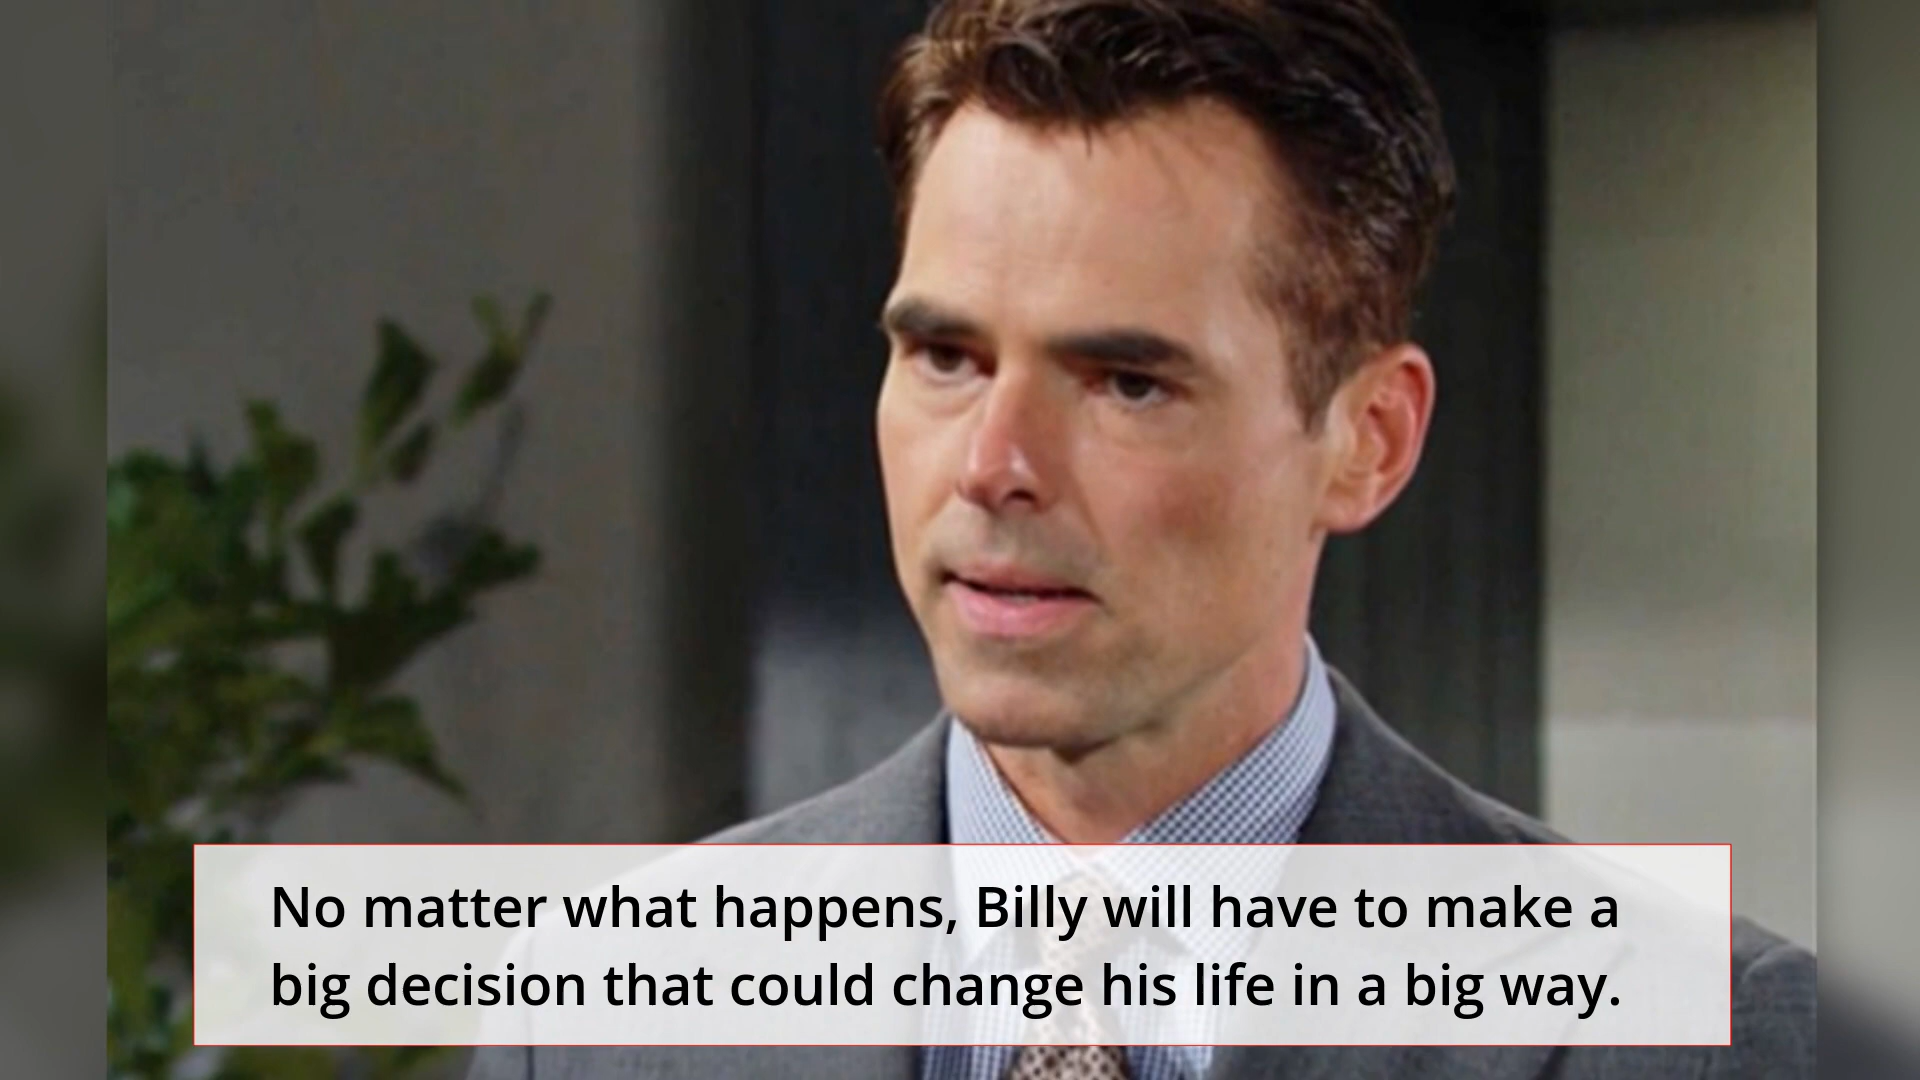 No matter what happens, Billy will have to make a
big decision that could change his life in a big way.